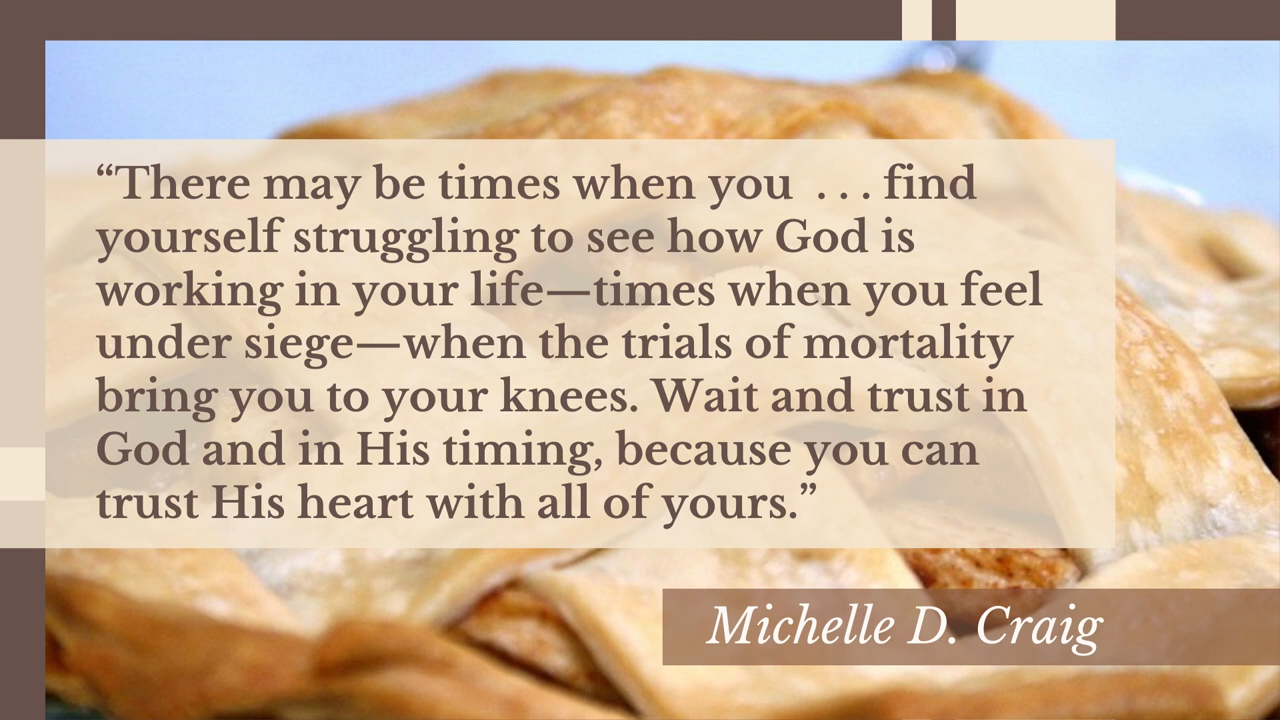 “There may be times when you . . . find
yourself struggling to see how God is
working in your life—times when you feel
under siege—when the trials of mortality
bring you to your knees. Wait and trust in
God and in His timing, because you can
trust His heart with all of yours.”
Michelle D. Craig